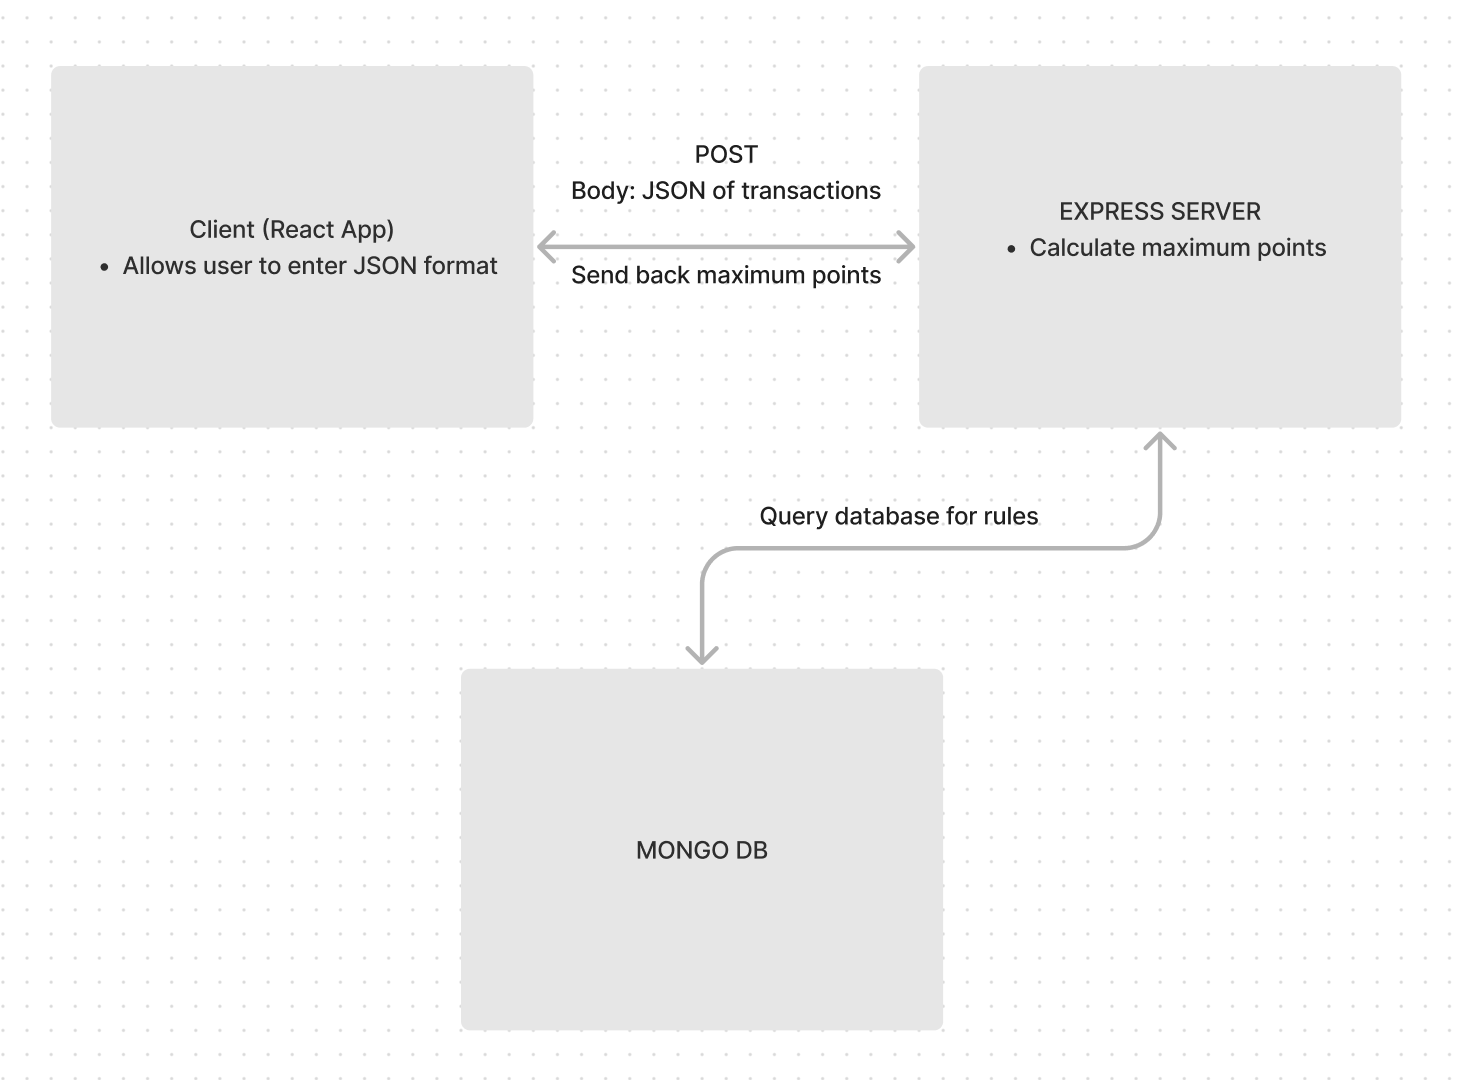 Client (React App)
• Allows user to enter JSON format
POST
Body: JSON of transactions
Send back maximum points
EXPRESS SERVER
• Calculate maximum points
Query database for rules
MONGO DB